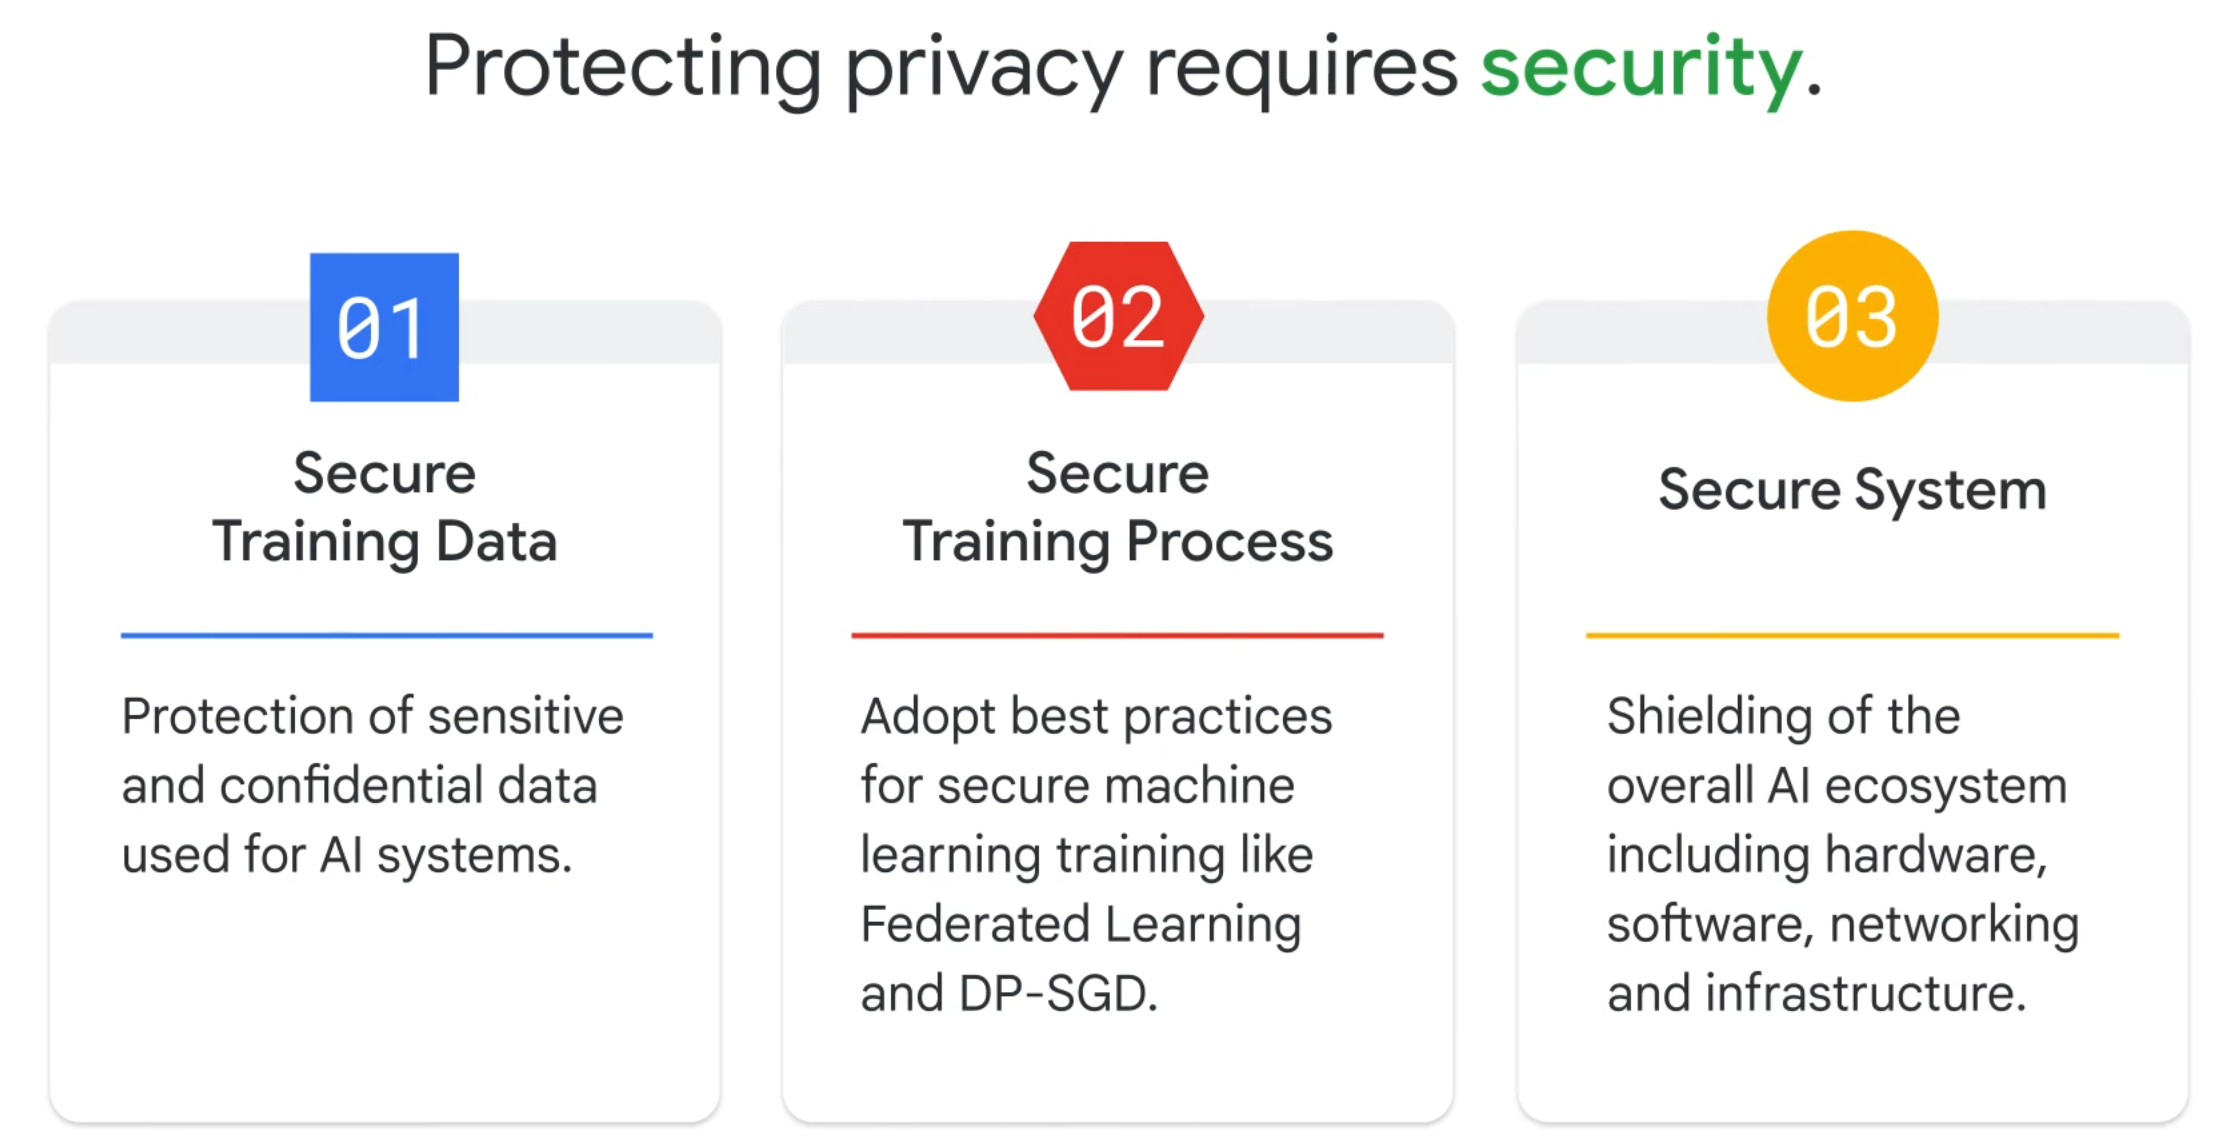 Protecting privacy requires security.
01
Secure
Training Data
Protection of sensitive
and confidential data
used for AI systems.
02
Secure
Training Process
Adopt best practices
for secure machine
learning training like
Federated Learning
and DP-SGD.
03
Secure System
Shielding of the
overall AI ecosystem
including hardware,
software, networking
and infrastructure.